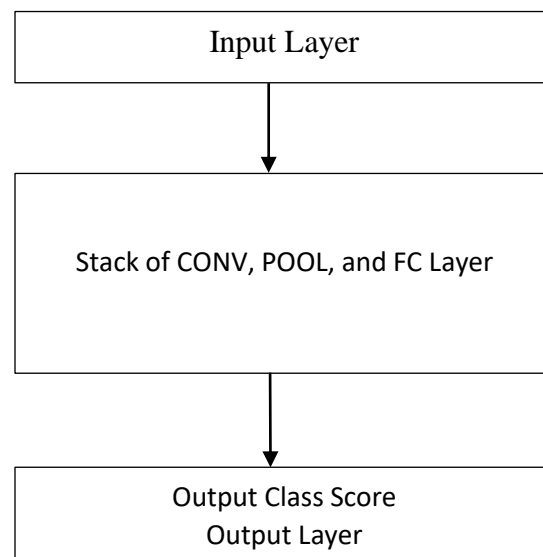 Input Layer
Stack of CONV, POOL, and FC Layer
Output Class Score
Output Layer